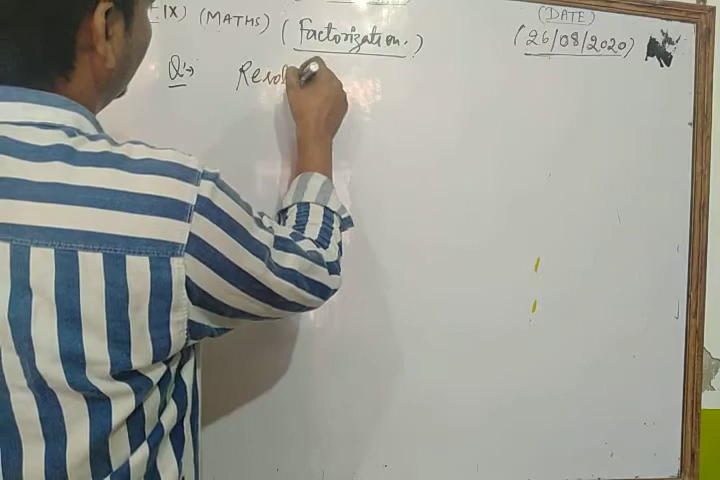 IX) (MATHS) (Factorization.) (DATE)
(26/08/2020)
Q:→ Resol